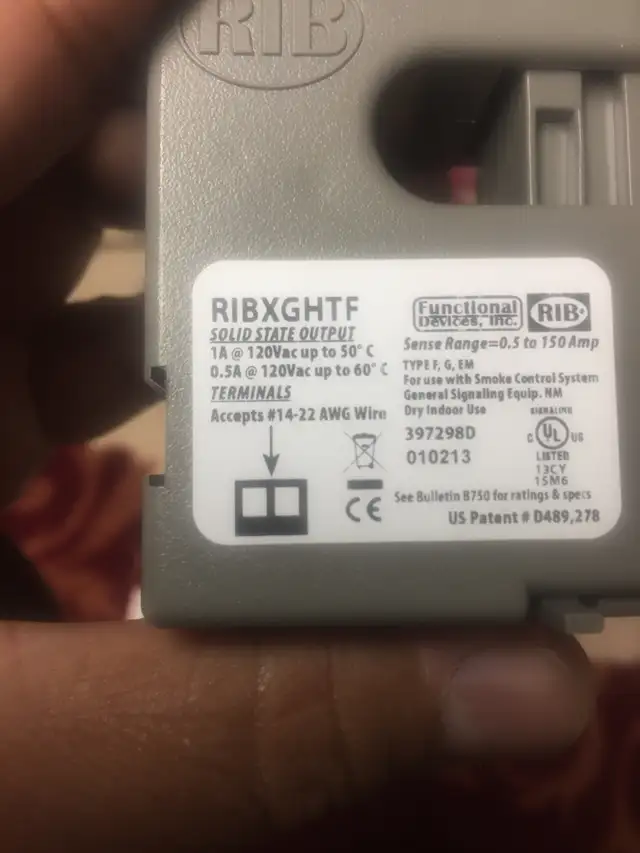 RIB
RIBXGHTF
SOLID STATE OUTPUT
1A @ 120Vac up to 50° C
0.5A @ 120Vac up to 60° C
TERMINALS
Accepts #14-22 AWG Wire
Functional
Devices, Inc.
RIB
Sense Range=0.5 to 150 Amp
TYPE F, G, EM
For use with Smoke Control System
General Signaling Equip. NM
Dry Indoor Use
397298D
010213
SIGNALING
C UL US
LISTED
13CY
15M6
CE
See Bulletin B750 for ratings & specs
US Patent # D489,278